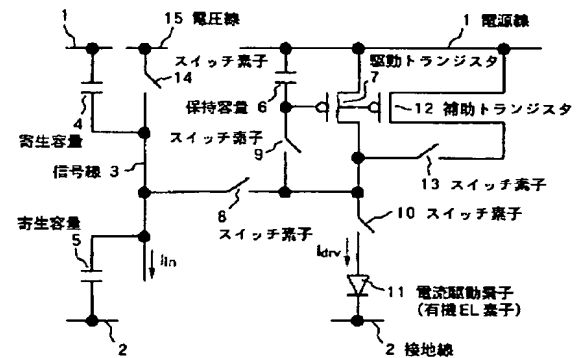 1
15 電圧線
1 電源線
スイッチ素子
14
駆動トランジスタ
7
保持容量 6
12 補助トランジスタ
4
寄生容量
スイッチ素子
9
信号線 3
13 スイッチ素子
寄生容量
5
8
スイッチ素子
10 スイッチ素子
iin
idrv
11 電流駆動素子
(有機EL素子)
2
2 接地線